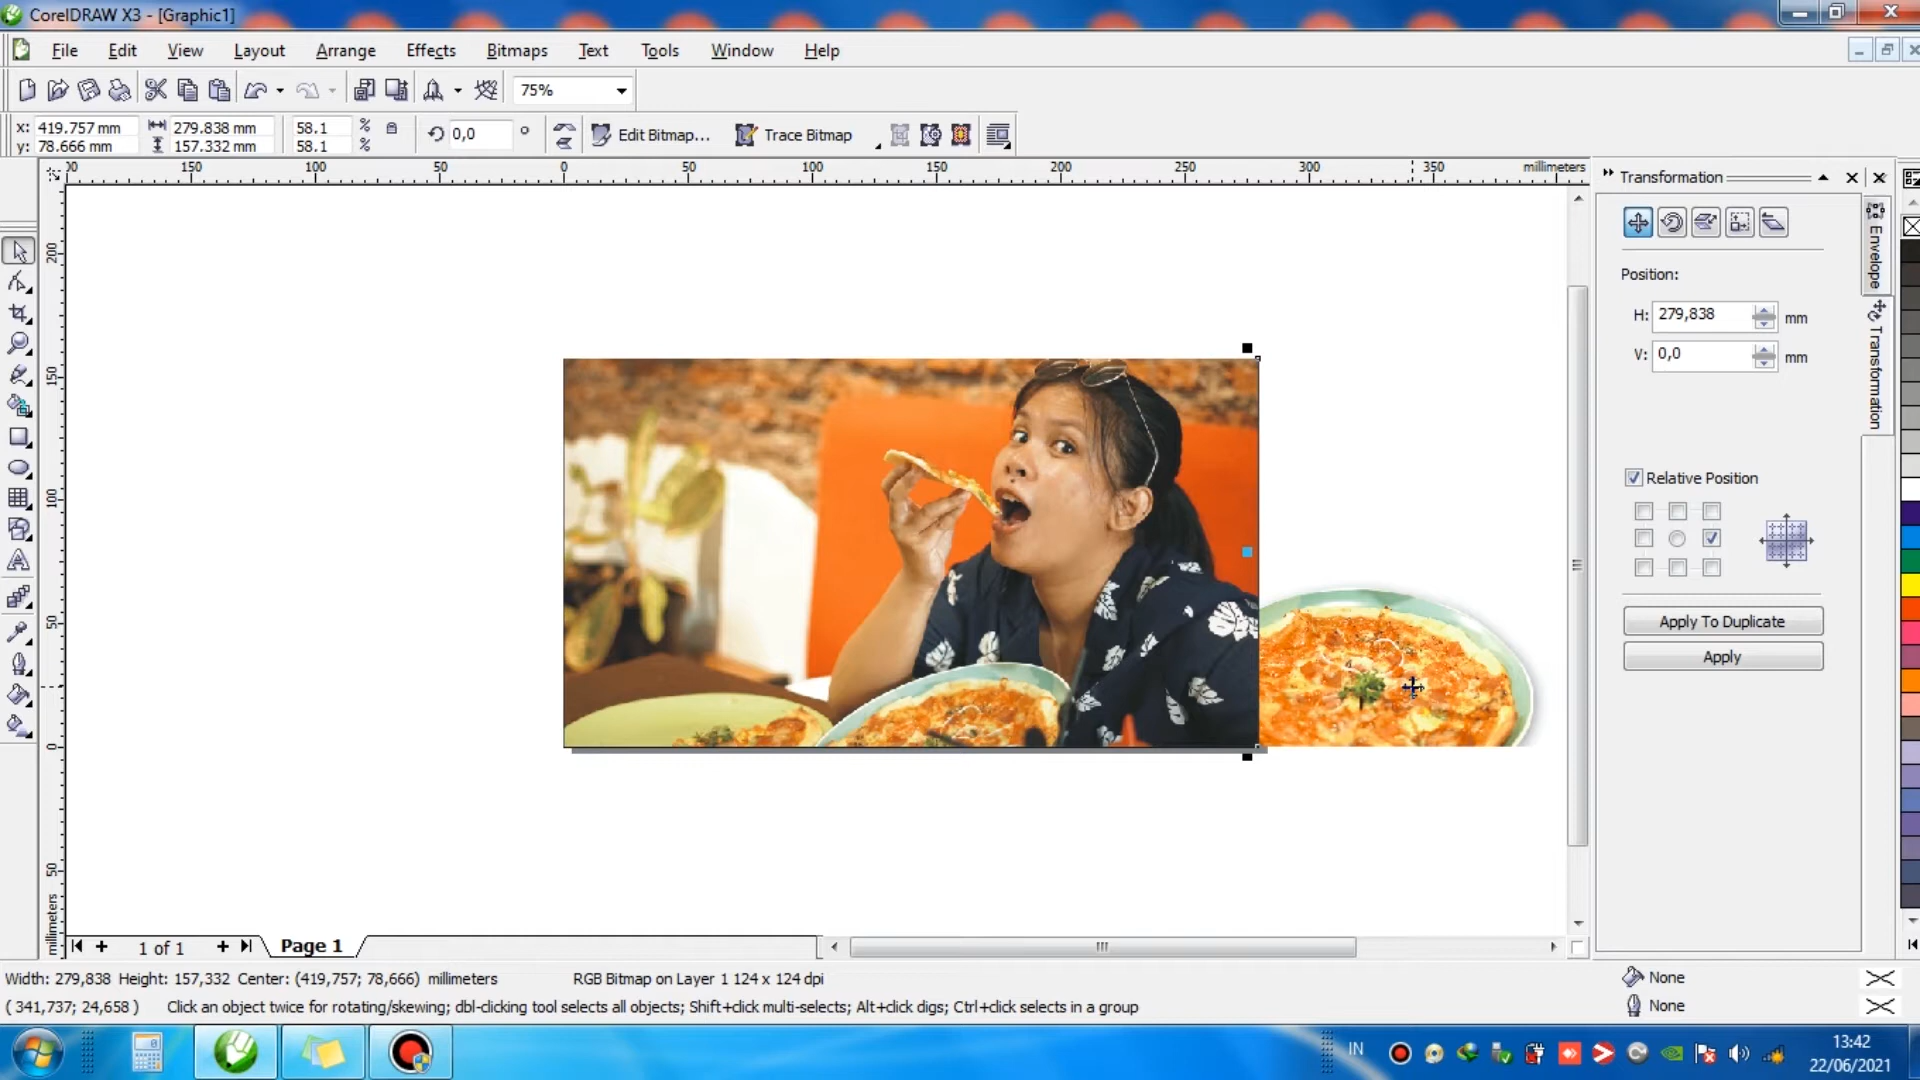 CorelDRAW X3 - [Graphic1]
File Edit View Layout Arrange Effects Bitmaps Text Tools Window Help
75%
x: 419.757 mm 279.838 mm 58.1 % 0,0 ° Edit Bitmap... Trace Bitmap
y: 78.666 mm 157.332 mm 58.1 %
150 100 50 0 50 100 150 200 250 300 350 millimeters
200
150
100
50
0
50
millimeters
Transformation
Envelope
Transformation
Position:
H: 279,838 mm
V: 0,0 mm
Relative Position
Apply To Duplicate
Apply
1 of 1 Page 1
Width: 279,838 Height: 157,332 Center: (419,757; 78,666) millimeters RGB Bitmap on Layer 1 124 x 124 dpi None
( 341,737; 24,658 ) Click an object twice for rotating/skewing; dbl-clicking tool selects all objects; Shift+click multi-selects; Alt+click digs; Ctrl+click selects in a group None
IN
13:42
22/06/2021